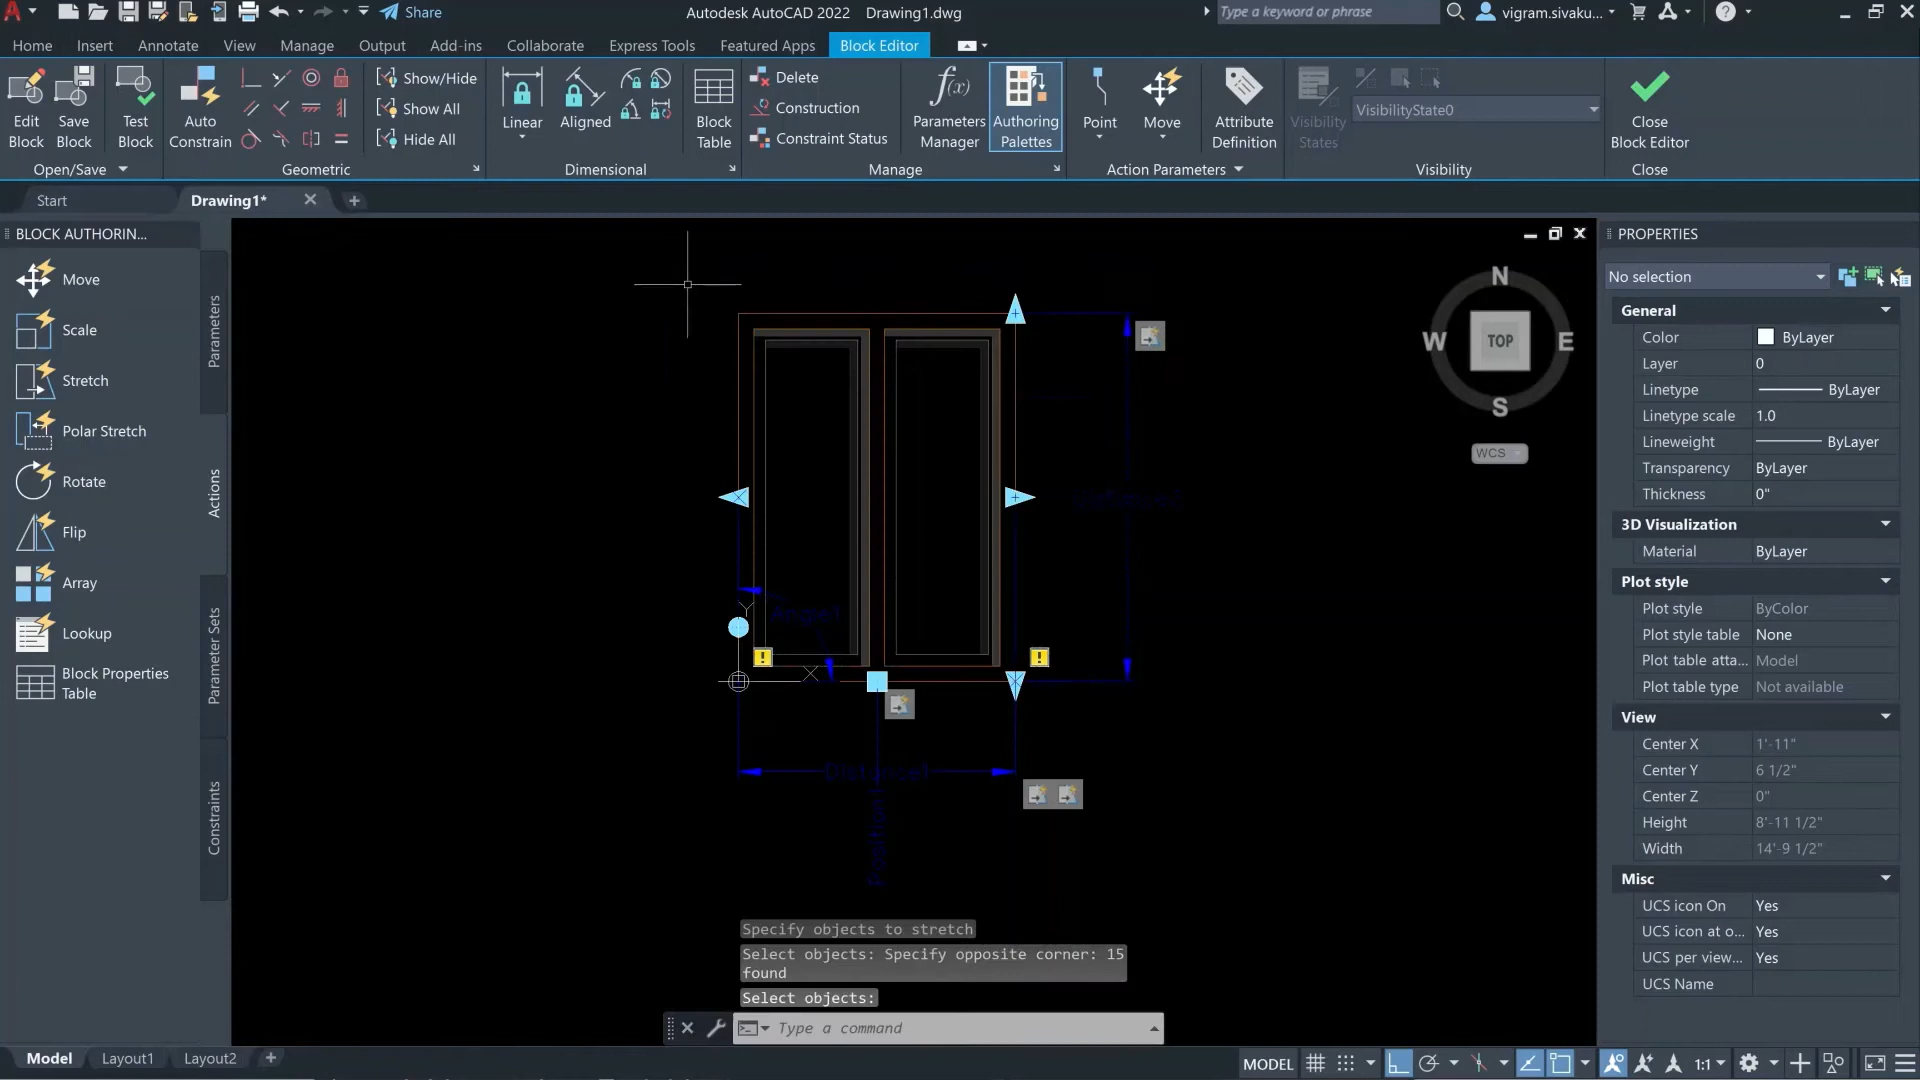 Share
Autodesk AutoCAD 2022 Drawing1.dwg
Type a keyword or phrase
vigram.sivaku...
Home Insert Annotate View Manage Output Add-ins Collaborate Express Tools Featured Apps Block Editor
Edit Block
Save Block
Test Block
Open/Save
Auto Constrain
Geometric
Show/Hide
Show All
Hide All
Linear
Aligned
Dimensional
Block Table
Delete
Construction
Constraint Status
Manage
Parameters Manager
Authoring Palettes
Point
Move
Action Parameters
Attribute Definition
Visibility States
VisibilityState0
Visibility
Close Block Editor
Close
Start
Drawing1*
BLOCK AUTHORIN...
Move
Scale
Stretch
Polar Stretch
Rotate
Flip
Array
Lookup
Block Properties Table
Parameters
Actions
Parameter Sets
Constraints
N
W
TOP
E
S
WCS
Angle1
Y
X
Distance1
Position1
Specify objects to stretch
Select objects: Specify opposite corner: 15
found
Select objects:
Type a command
PROPERTIES
No selection
General
Color ByLayer
Layer 0
Linetype ByLayer
Linetype scale 1.0
Lineweight ByLayer
Transparency ByLayer
Thickness 0"
3D Visualization
Material ByLayer
Plot style
Plot style ByColor
Plot style table None
Plot table atta... Model
Plot table type Not available
View
Center X 1'-11"
Center Y 6 1/2"
Center Z 0"
Height 8'-11 1/2"
Width 14'-9 1/2"
Misc
UCS icon On Yes
UCS icon at o... Yes
UCS per view... Yes
UCS Name
Model Layout1 Layout2
MODEL
1:1